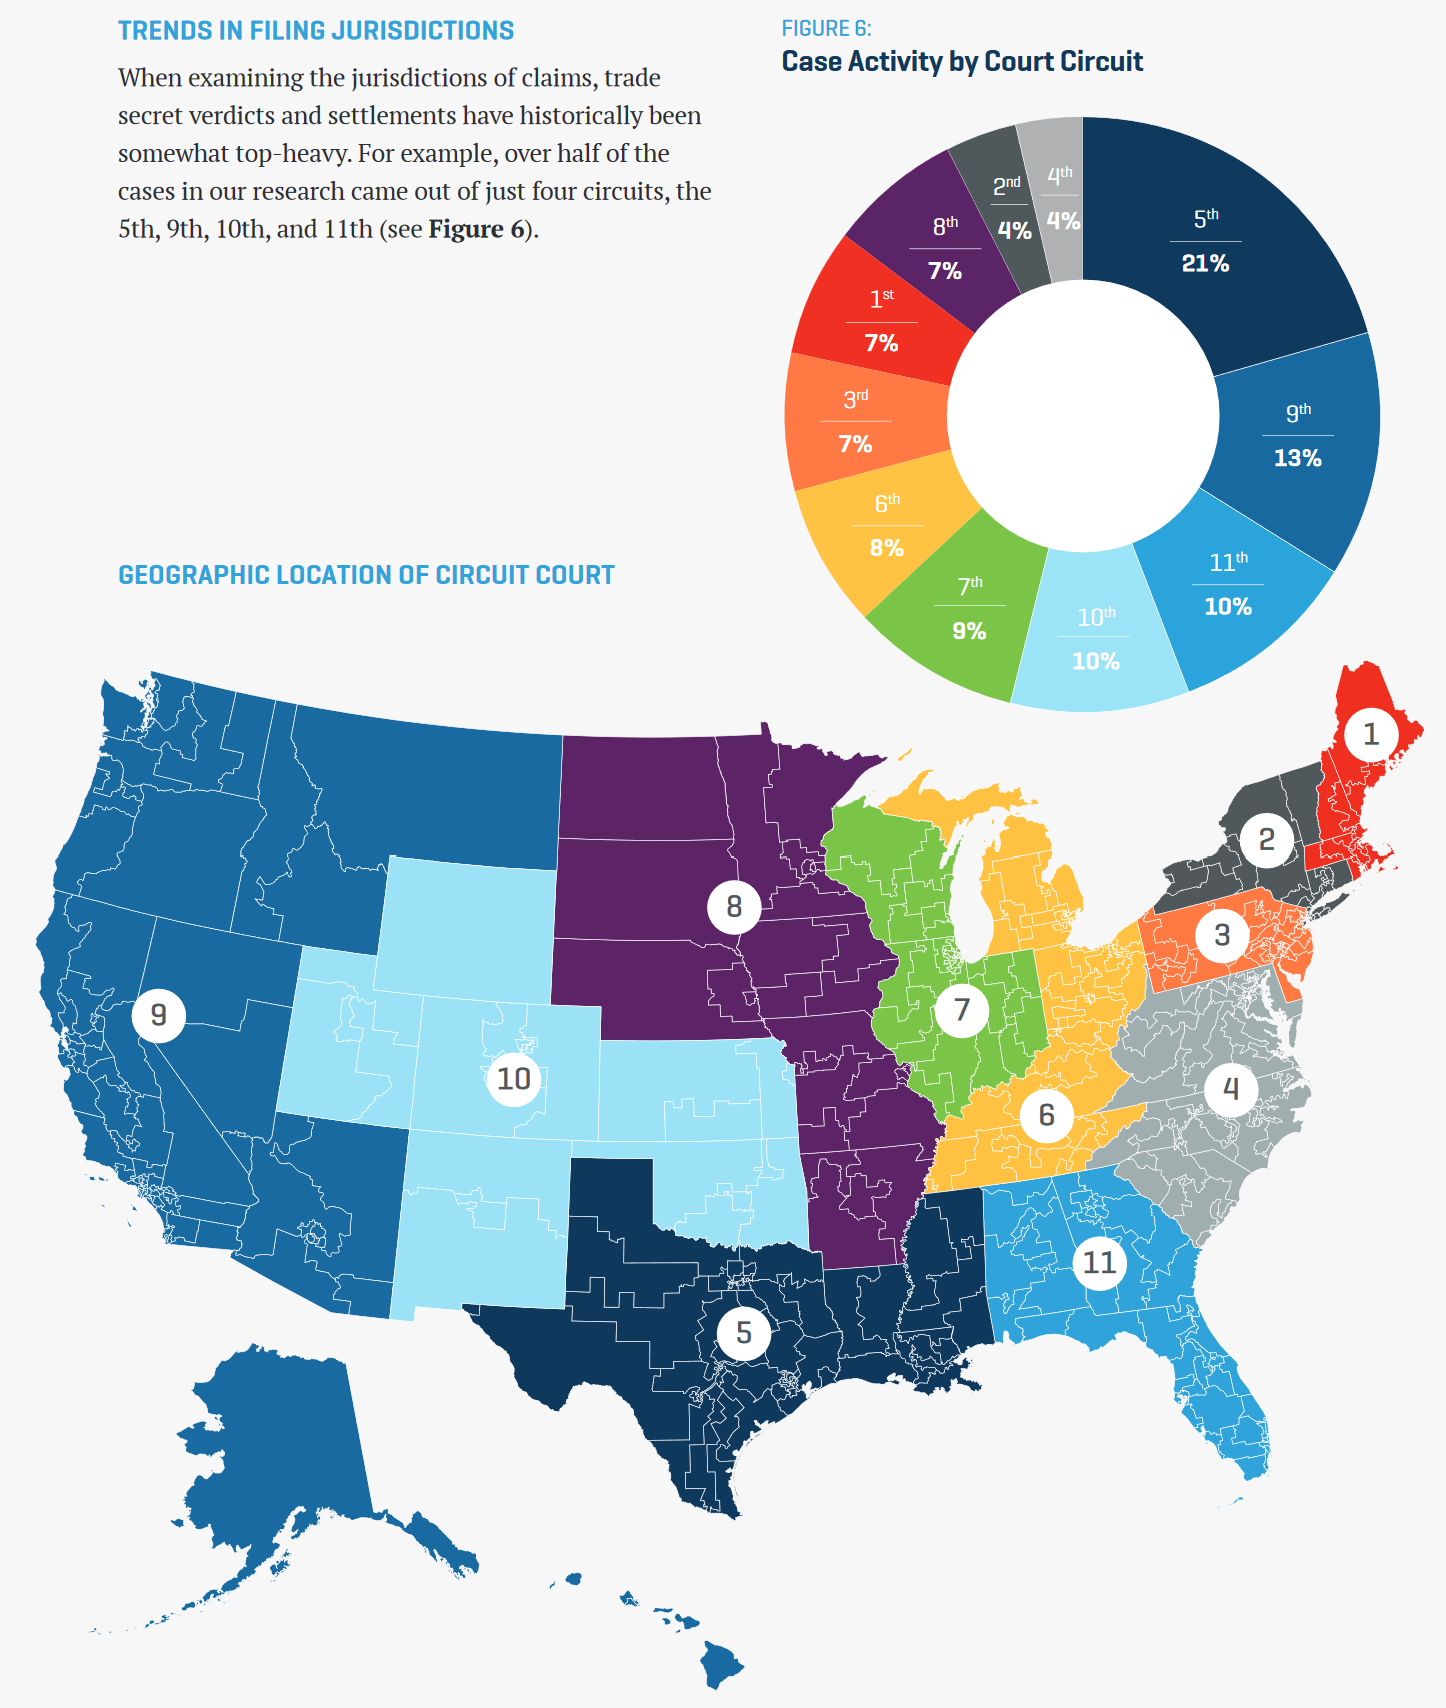 TRENDS IN FILING JURISDICTIONS
When examining the jurisdictions of claims, trade
secret verdicts and settlements have historically been
somewhat top-heavy. For example, over half of the
cases in our research came out of just four circuits, the
5th, 9th, 10th, and 11th (see Figure 6).
FIGURE 6:
Case Activity by Court Circuit
5th
21%
9th
13%
11th
10%
10th
10%
7th
9%
6th
8%
3rd
7%
1st
7%
8th
7%
2nd
4%
4th
4%
GEOGRAPHIC LOCATION OF CIRCUIT COURT
1
2
8
3
9
7
10
4
6
11
5